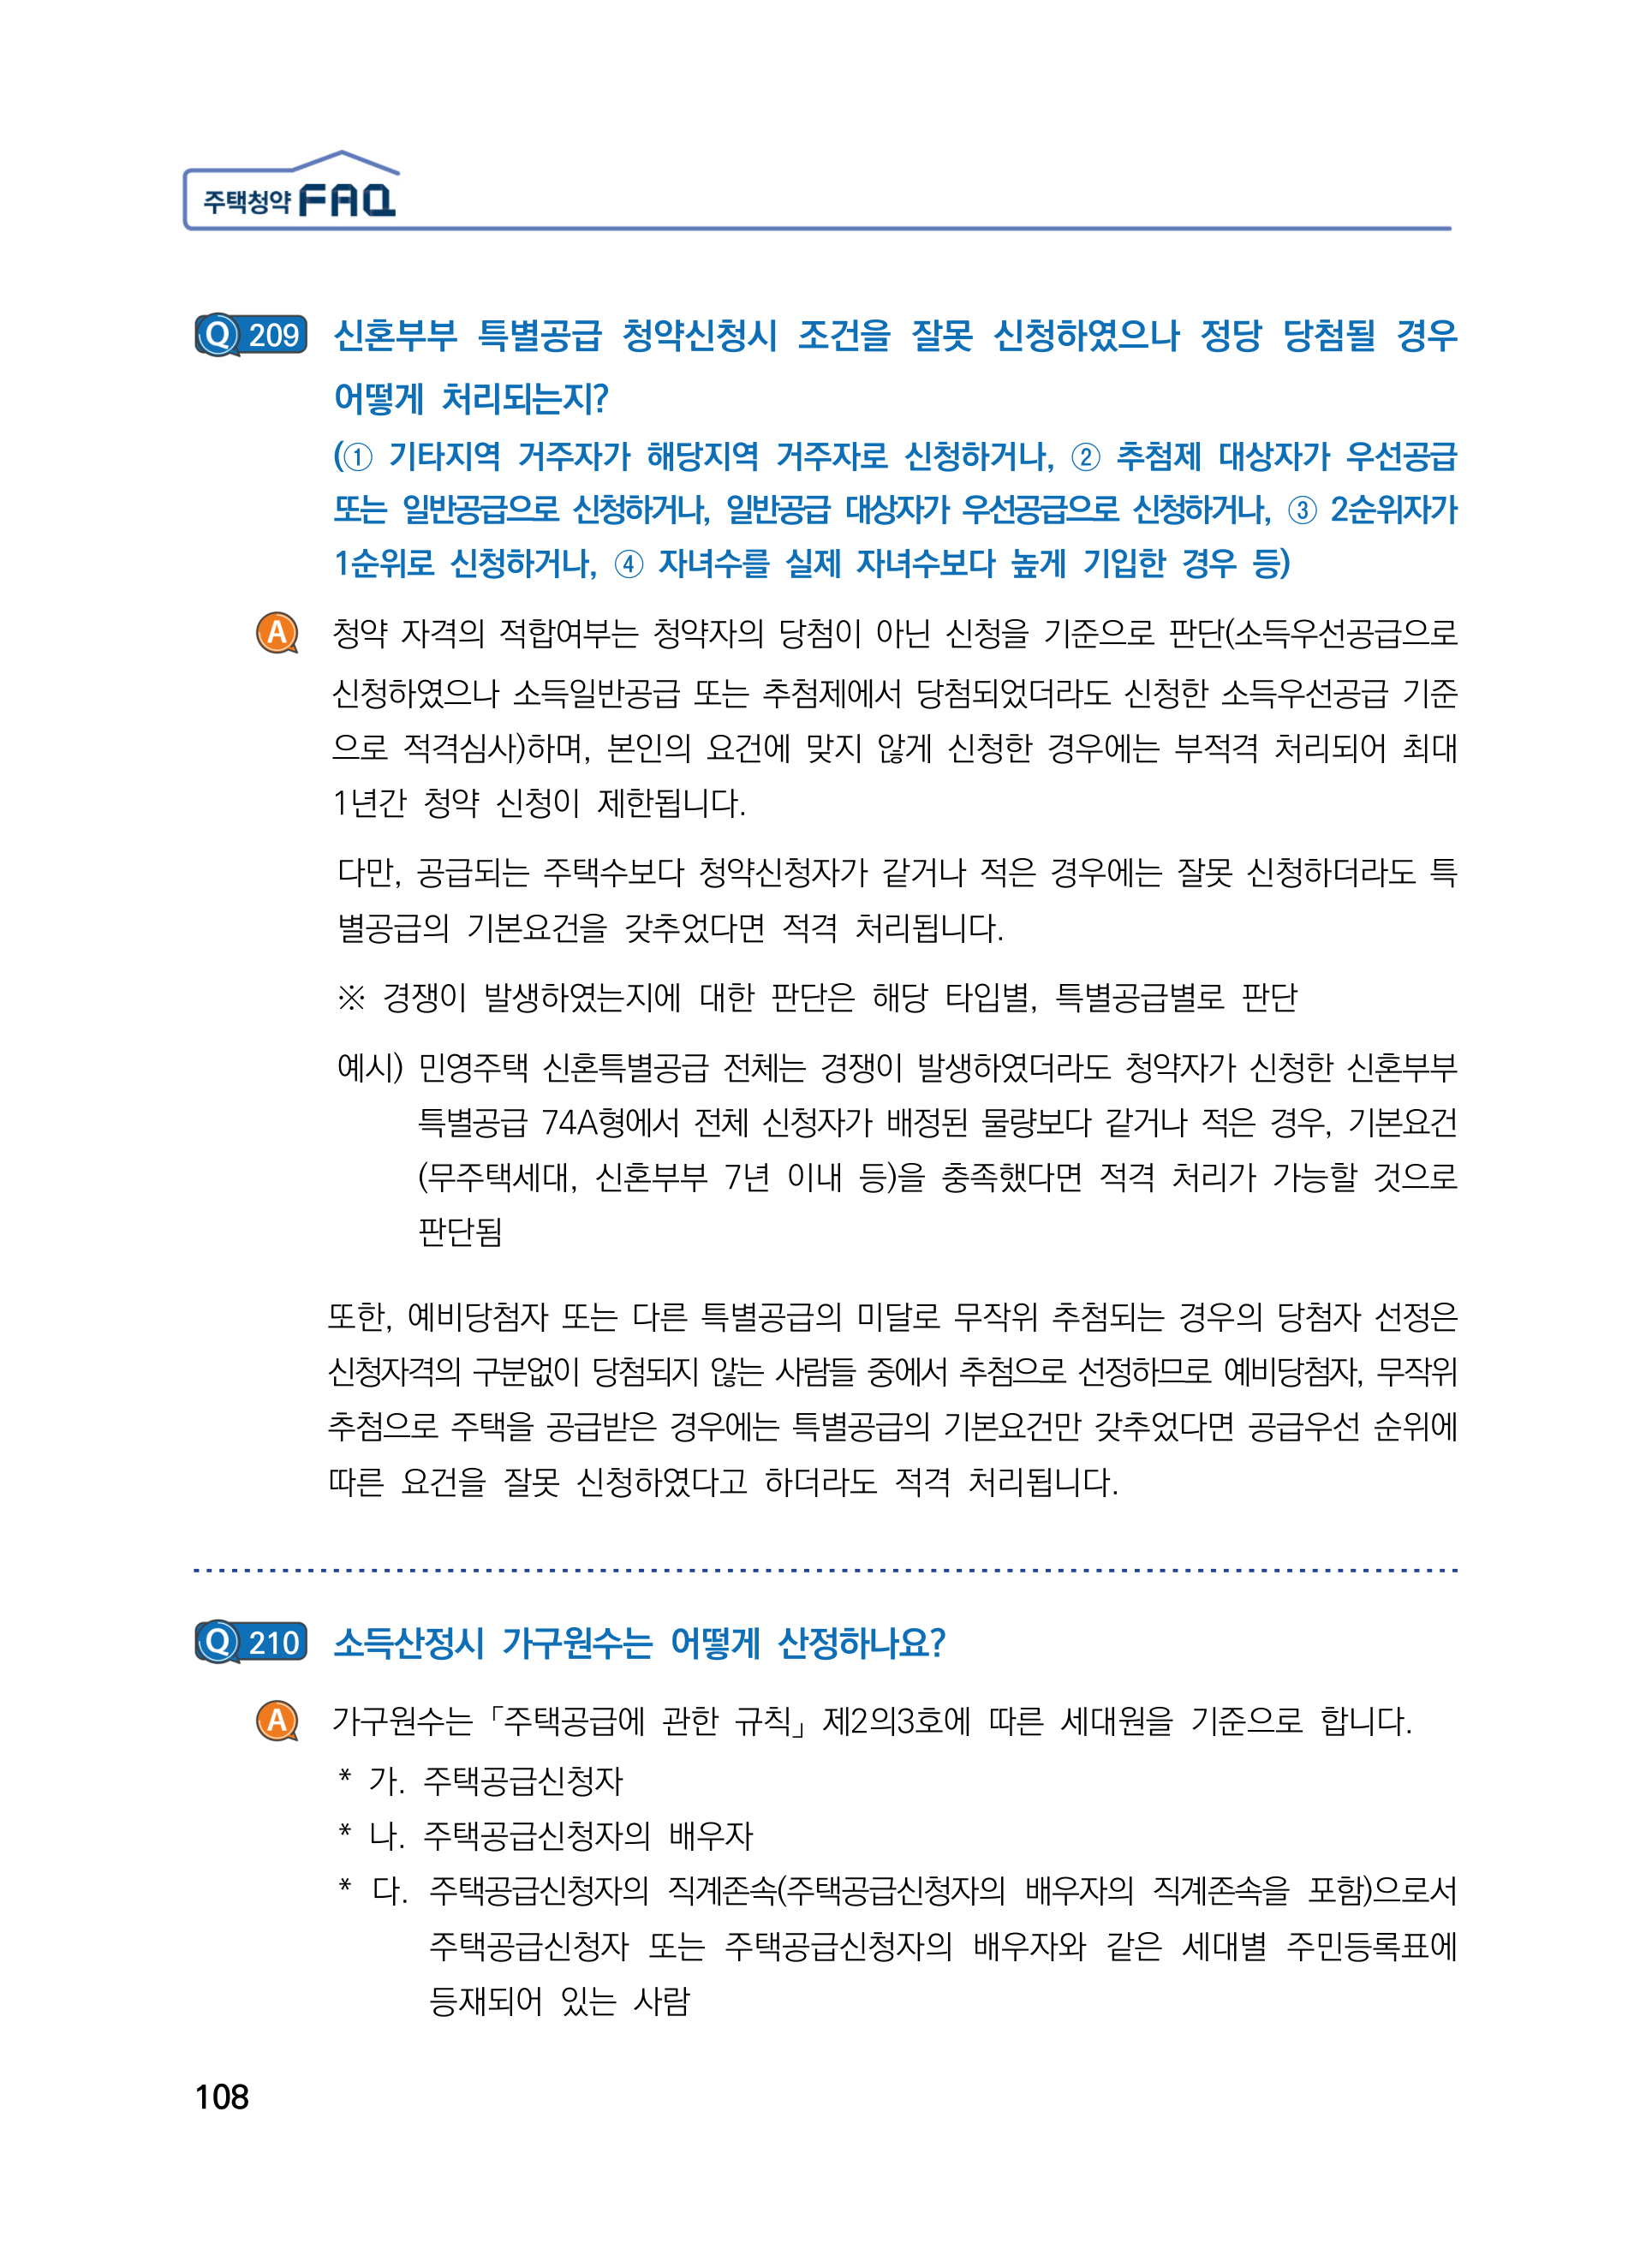 주택청약 FAQ
Q 209 신혼부부 특별공급 청약신청시 조건을 잘못 신청하였으나 정당 당첨될 경우
어떻게 처리되는지?
(① 기타지역 거주자가 해당지역 거주자로 신청하거나, ② 추첨제 대상자가 우선공급
또는 일반공급으로 신청하거나, 일반공급 대상자가 우선공급으로 신청하거나, ③ 2순위자가
1순위로 신청하거나, ④ 자녀수를 실제 자녀수보다 높게 기입한 경우 등)
A 청약 자격의 적합여부는 청약자의 당첨이 아닌 신청을 기준으로 판단(소득우선공급으로
신청하였으나 소득일반공급 또는 추첨제에서 당첨되었더라도 신청한 소득우선공급 기준
으로 적격심사)하며, 본인의 요건에 맞지 않게 신청한 경우에는 부적격 처리되어 최대
1년간 청약 신청이 제한됩니다.
다만, 공급되는 주택수보다 청약신청자가 같거나 적은 경우에는 잘못 신청하더라도 특
별공급의 기본요건을 갖추었다면 적격 처리됩니다.
※ 경쟁이 발생하였는지에 대한 판단은 해당 타입별, 특별공급별로 판단
예시) 민영주택 신혼특별공급 전체는 경쟁이 발생하였더라도 청약자가 신청한 신혼부부
특별공급 74A형에서 전체 신청자가 배정된 물량보다 같거나 적은 경우, 기본요건
(무주택세대, 신혼부부 7년 이내 등)을 충족했다면 적격 처리가 가능할 것으로
판단됨
또한, 예비당첨자 또는 다른 특별공급의 미달로 무작위 추첨되는 경우의 당첨자 선정은
신청자격의 구분없이 당첨되지 않는 사람들 중에서 추첨으로 선정하므로 예비당첨자, 무작위
추첨으로 주택을 공급받은 경우에는 특별공급의 기본요건만 갖추었다면 공급우선 순위에
따른 요건을 잘못 신청하였다고 하더라도 적격 처리됩니다.
Q 210 소득산정시 가구원수는 어떻게 산정하나요?
A 가구원수는「주택공급에 관한 규칙」제2의3호에 따른 세대원을 기준으로 합니다.
* 가. 주택공급신청자
* 나. 주택공급신청자의 배우자
* 다. 주택공급신청자의 직계존속(주택공급신청자의 배우자의 직계존속을 포함)으로서
주택공급신청자 또는 주택공급신청자의 배우자와 같은 세대별 주민등록표에
등재되어 있는 사람
108